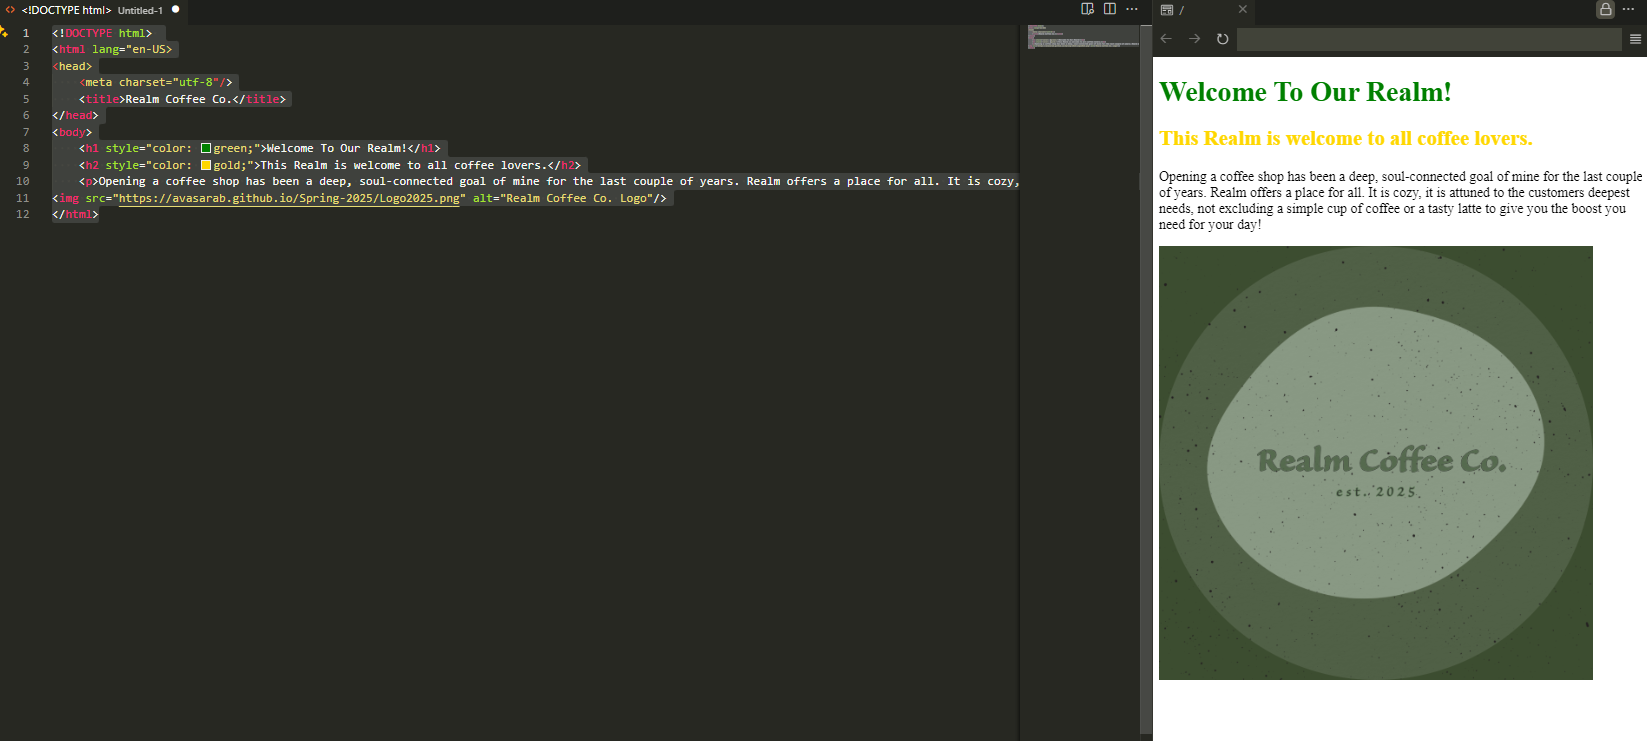 <!DOCTYPE html> Untitled-1
/
1 <!DOCTYPE html>
2 <html lang="en-US>
3 <head>
4 <meta charset="utf-8"/>
5 <title>Realm Coffee Co.</title>
6 </head>
7 <body>
8 <h1 style="color: green;">Welcome To Our Realm!</h1>
9 <h2 style="color: gold;">This Realm is welcome to all coffee lovers.</h2>
10 <p>Opening a coffee shop has been a deep, soul-connected goal of mine for the last couple of years. Realm offers a place for all. It is cozy,
11 <img src="https://avasarab.github.io/Spring-2025/Logo2025.png" alt="Realm Coffee Co. Logo"/>
12 </html>
Welcome To Our Realm!
This Realm is welcome to all coffee lovers.
Opening a coffee shop has been a deep, soul-connected goal of mine for the last couple
of years. Realm offers a place for all. It is cozy, it is attuned to the customers deepest
needs, not excluding a simple cup of coffee or a tasty latte to give you the boost you
need for your day!
Realm Coffee Co.
est. 2025